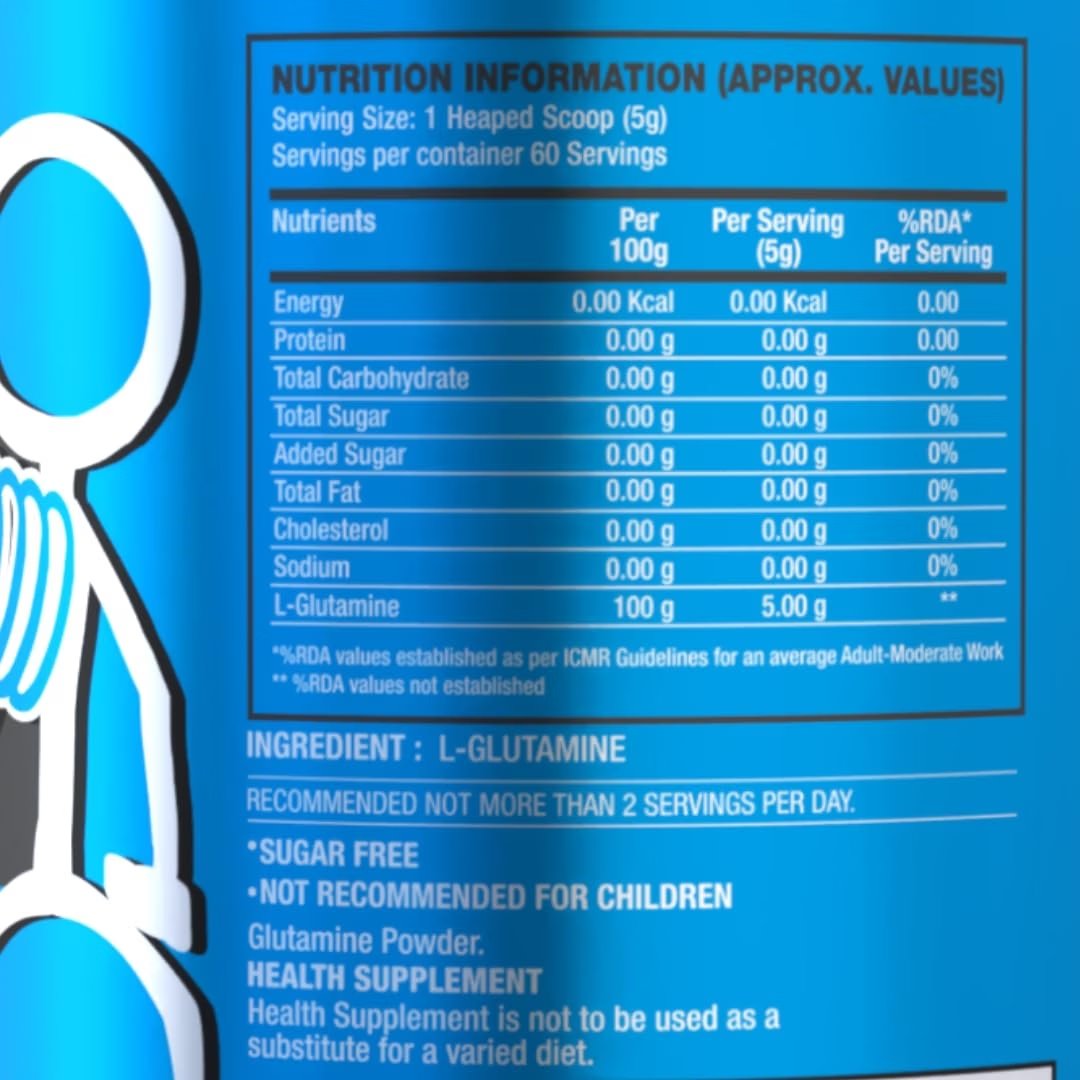 NUTRITION INFORMATION (APPROX. VALUES)
Serving Size: 1 Heaped Scoop (5g)
Servings per container 60 Servings
Nutrients Per 100g Per Serving (5g) %RDA* Per Serving
Energy 0.00 Kcal 0.00 Kcal 0.00
Protein 0.00 g 0.00 g 0.00
Total Carbohydrate 0.00 g 0.00 g 0%
Total Sugar 0.00 g 0.00 g 0%
Added Sugar 0.00 g 0.00 g 0%
Total Fat 0.00 g 0.00 g 0%
Cholesterol 0.00 g 0.00 g 0%
Sodium 0.00 g 0.00 g 0%
L-Glutamine 100 g 5.00 g **
*%RDA values established as per ICMR Guidelines for an average Adult-Moderate Work
** %RDA values not established
INGREDIENT : L-GLUTAMINE
RECOMMENDED NOT MORE THAN 2 SERVINGS PER DAY.
•SUGAR FREE
•NOT RECOMMENDED FOR CHILDREN
Glutamine Powder.
HEALTH SUPPLEMENT
Health Supplement is not to be used as a
substitute for a varied diet.